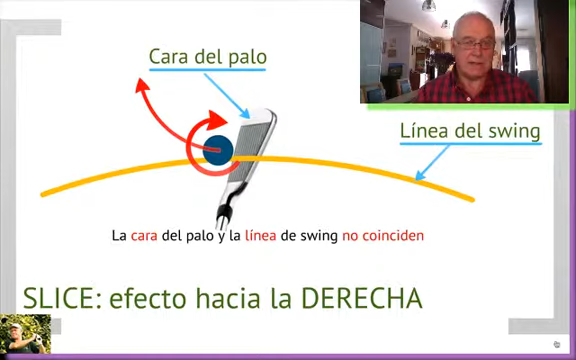 Cara del palo
Línea del swing
La cara del palo y la línea de swing no coinciden
SLICE: efecto hacia la DERECHA